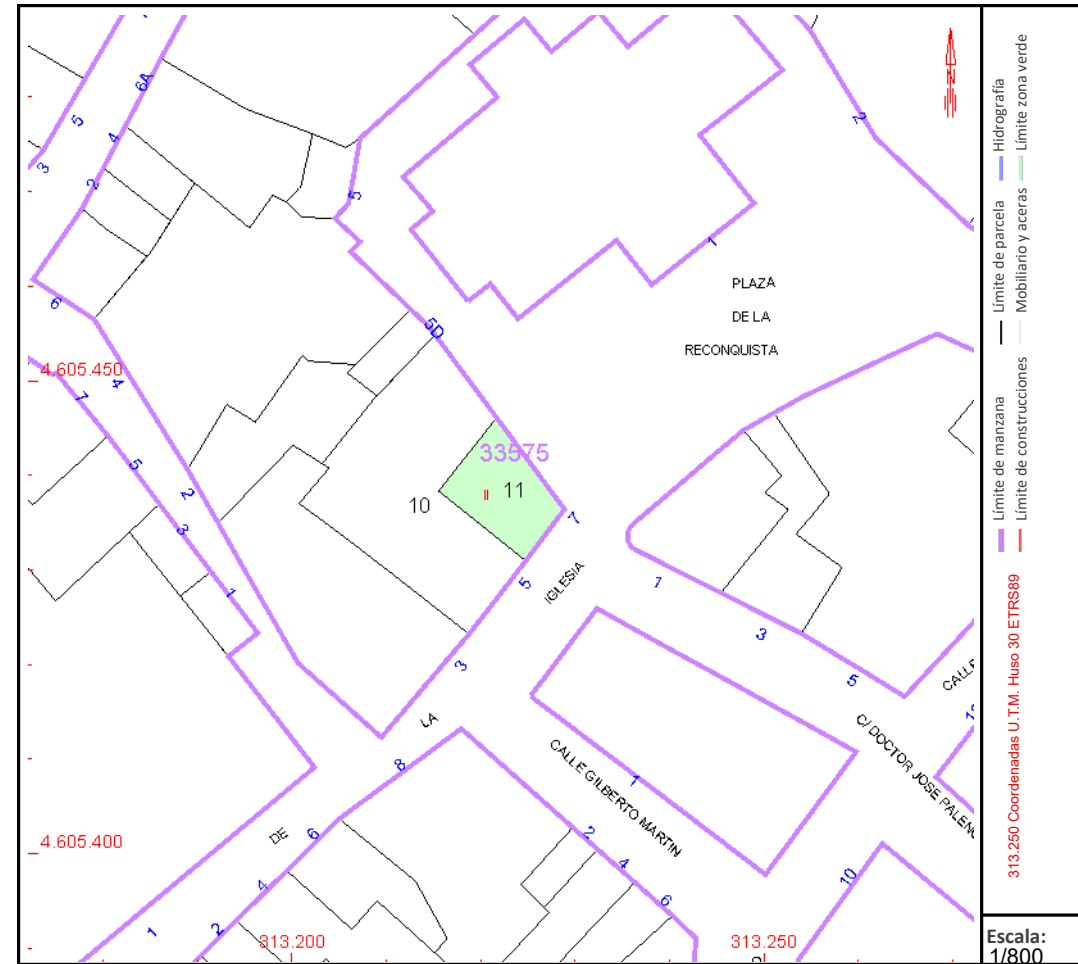 6A
5
4
3
2
6
4
5
5D
2
1
PLAZA
DE LA
RECONQUISTA
4.605.450
7
5
3
1
2
33575
11
II
10
7
5
3
IGLESIA
LA
DE
1
3
5
CALLE
C/ DOCTOR JOSE PALENC
CALLE GILBERTO MARTIN
1
8
6
4
2
1
2
4
6
10
4.605.400
313.200
313.250
N
Hidrografía
Límite zona verde
Límite de parcela
Mobiliario y aceras
Límite de manzana
Límite de construcciones
313.250 Coordenadas U.T.M. Huso 30 ETRS89
Escala:
1/800